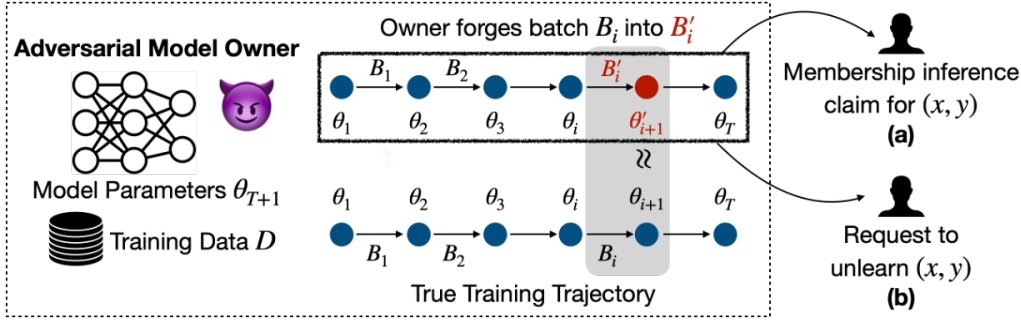 Owner forges batch B_i into B'_i
Adversarial Model Owner
B_1 B_2 B'_i
θ_1 θ_2 θ_3 θ_i θ'_{i+1} θ_T
≈
Model Parameters θ_{T+1}
Training Data D
θ_1 θ_2 θ_3 θ_i θ_{i+1} θ_T
B_1 B_2 B_i
True Training Trajectory
Membership inference
claim for (x, y)
(a)
Request to
unlearn (x, y)
(b)